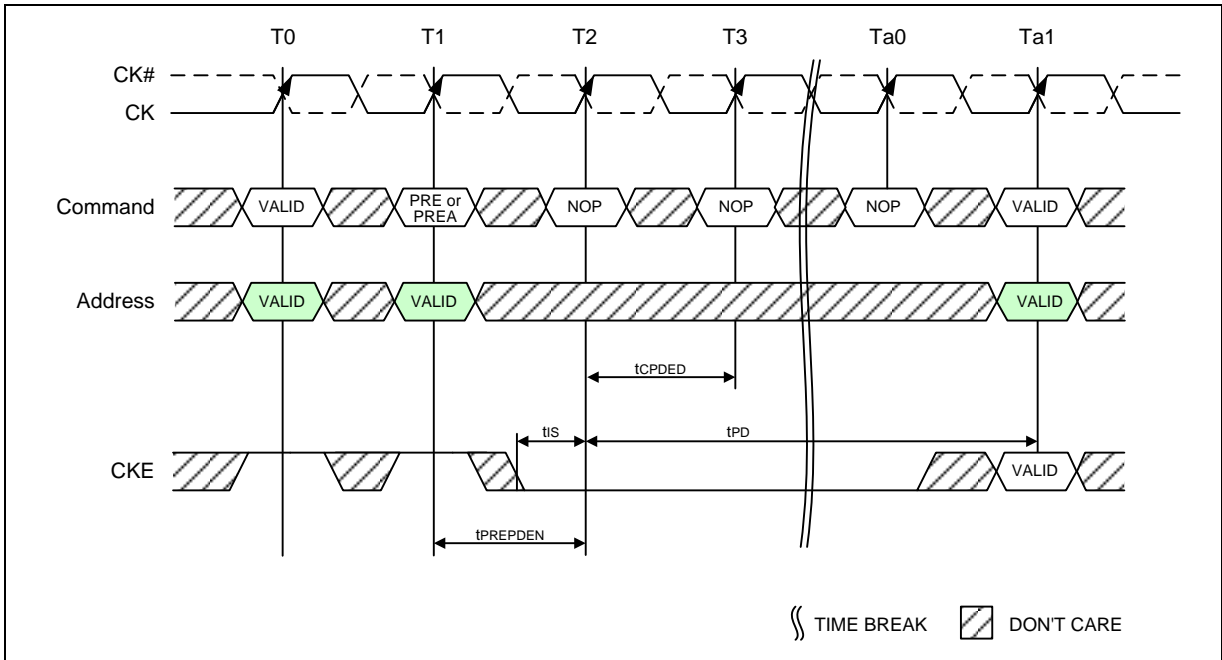 T0 T1 T2 T3 Ta0 Ta1
CK#
CK
Command VALID PRE or PREA NOP NOP NOP VALID
Address VALID VALID VALID
tCPDED
tIS tPD
CKE VALID
tPREPDEN
TIME BREAK DON'T CARE